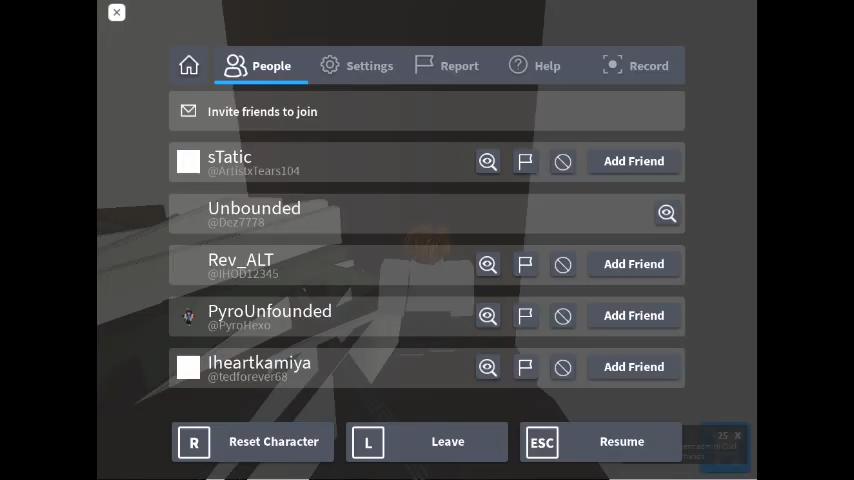 People
Settings
Report
Help
Record
Invite friends to join
sTatic
@ArtistxTears104
Add Friend
Unbounded
@Dez7778
Rev_ALT
@IHOD12345
Add Friend
PyroUnfounded
@PyroHexo
Add Friend
Iheartkamiya
@tedforever68
Add Friend
R Reset Character
L Leave
ESC Resume
25 X